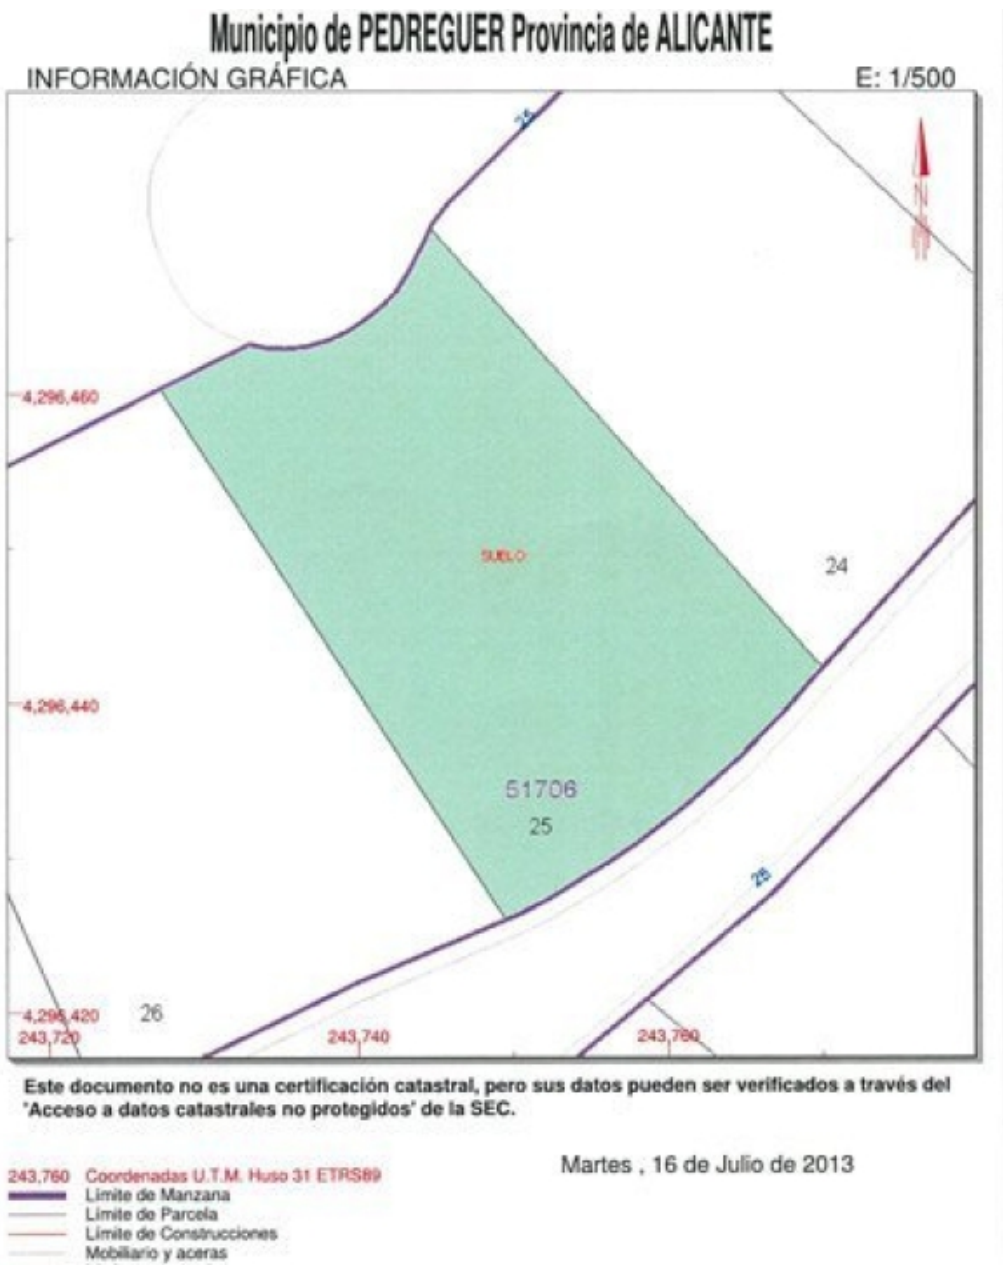 Municipio de PEDREGUER Provincia de ALICANTE
INFORMACIÓN GRÁFICA
E: 1/500
25
N
4,296,460
SUELO
24
4,296,440
51706
25
26
4,296,420
26
243,720
243,740
243,760
Este documento no es una certificación catastral, pero sus datos pueden ser verificados a través del
"Acceso a datos catastrales no protegidos" de la SEC.
Martes , 16 de Julio de 2013
243,760 Coordenadas U.T.M. Huso 31 ETRS89
Límite de Manzana
Límite de Parcela
Límite de Construcciones
Mobiliario y aceras